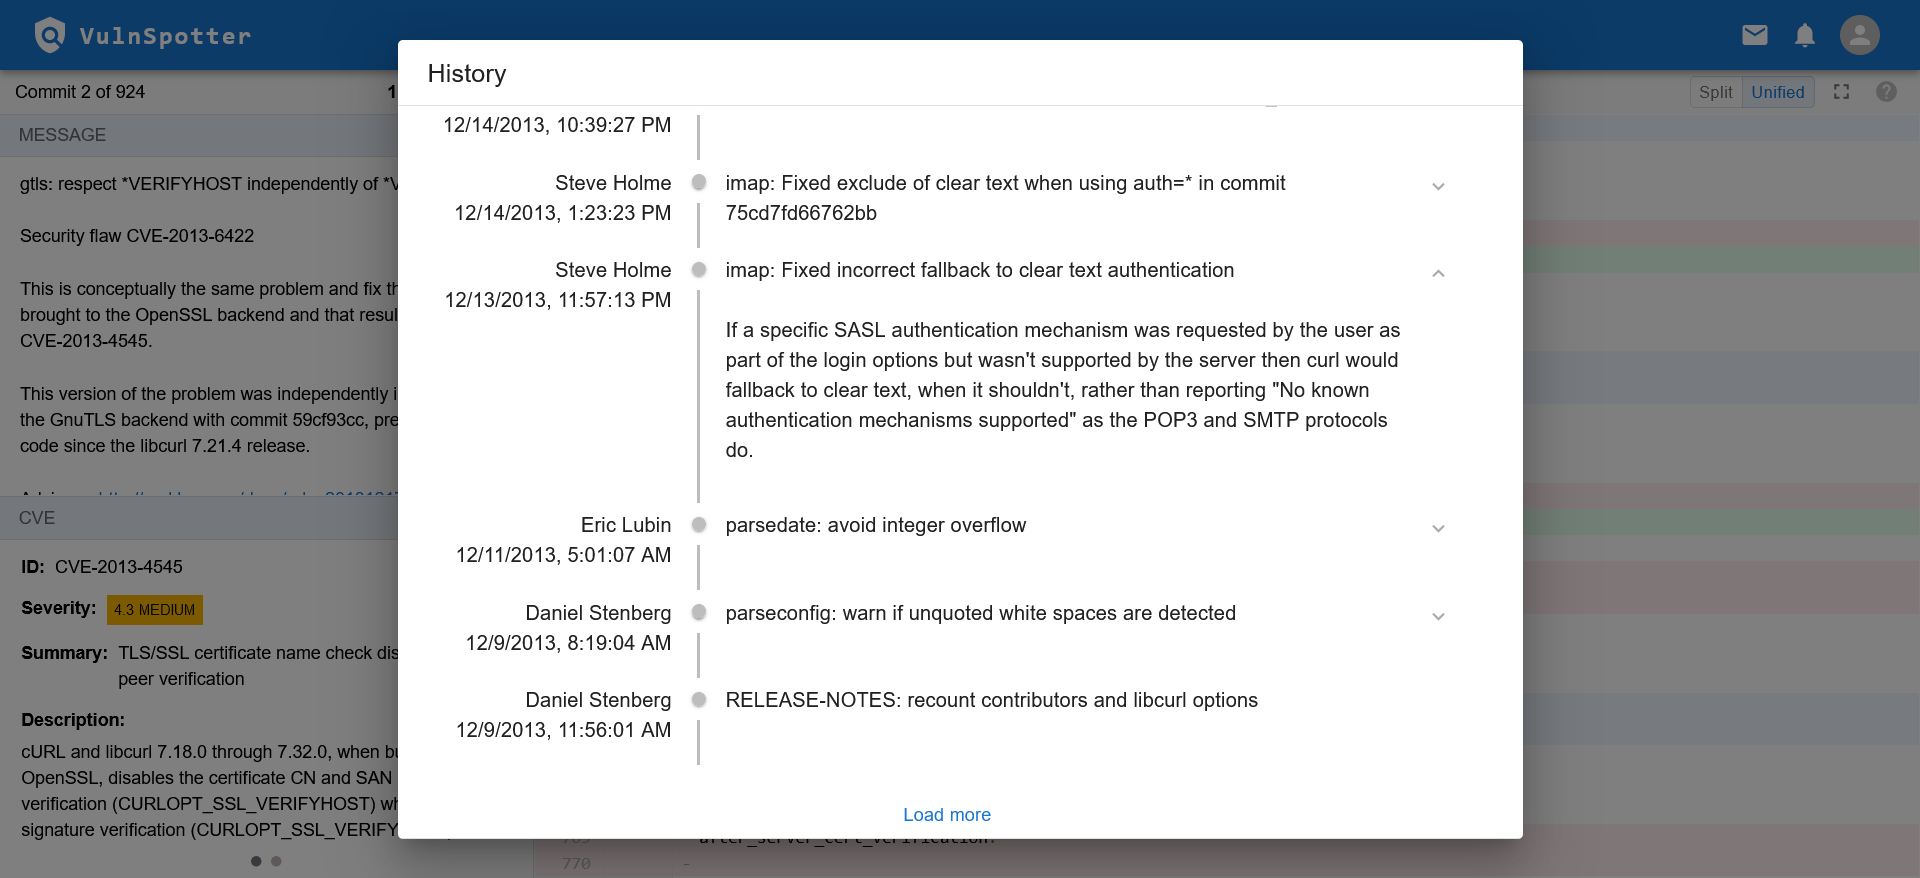 VulnSpotter
Commit 2 of 924
1
Split
Unified
MESSAGE
gtls: respect *VERIFYHOST independently of *V
Security flaw CVE-2013-6422
This is conceptually the same problem and fix th
brought to the OpenSSL backend and that resul
CVE-2013-4545.
This version of the problem was independently i
the GnuTLS backend with commit 59cf93cc, pre
code since the libcurl 7.21.4 release.
CVE
ID: CVE-2013-4545
Severity: 4.3 MEDIUM
Summary: TLS/SSL certificate name check dis
peer verification
Description:
cURL and libcurl 7.18.0 through 7.32.0, when bu
OpenSSL, disables the certificate CN and SAN
verification (CURLOPT_SSL_VERIFYHOST) wh
signature verification (CURLOPT_SSL_VERIFY
History
12/14/2013, 10:39:27 PM
Steve Holme
12/14/2013, 1:23:23 PM
imap: Fixed exclude of clear text when using auth=* in commit
75cd7fd66762bb
Steve Holme
12/13/2013, 11:57:13 PM
imap: Fixed incorrect fallback to clear text authentication
If a specific SASL authentication mechanism was requested by the user as
part of the login options but wasn't supported by the server then curl would
fallback to clear text, when it shouldn't, rather than reporting "No known
authentication mechanisms supported" as the POP3 and SMTP protocols
do.
Eric Lubin
12/11/2013, 5:01:07 AM
parsedate: avoid integer overflow
Daniel Stenberg
12/9/2013, 8:19:04 AM
parseconfig: warn if unquoted white spaces are detected
Daniel Stenberg
12/9/2013, 11:56:01 AM
RELEASE-NOTES: recount contributors and libcurl options
Load more
770 -